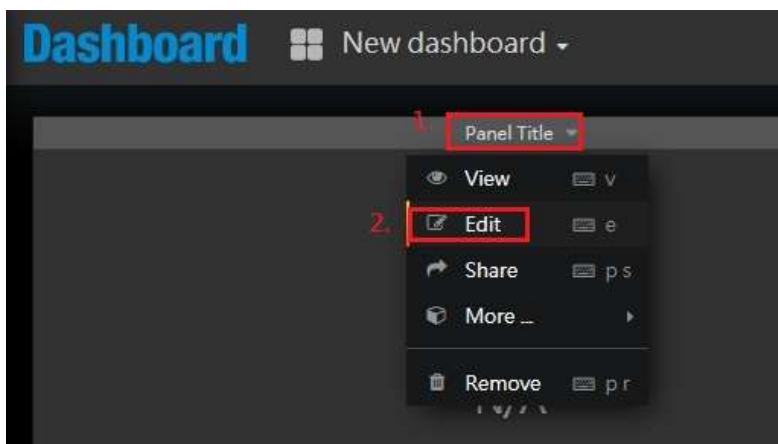 Dashboard New dashboard
1. Panel Title
View v
2. Edit e
Share p s
More ...
Remove p r
N/A